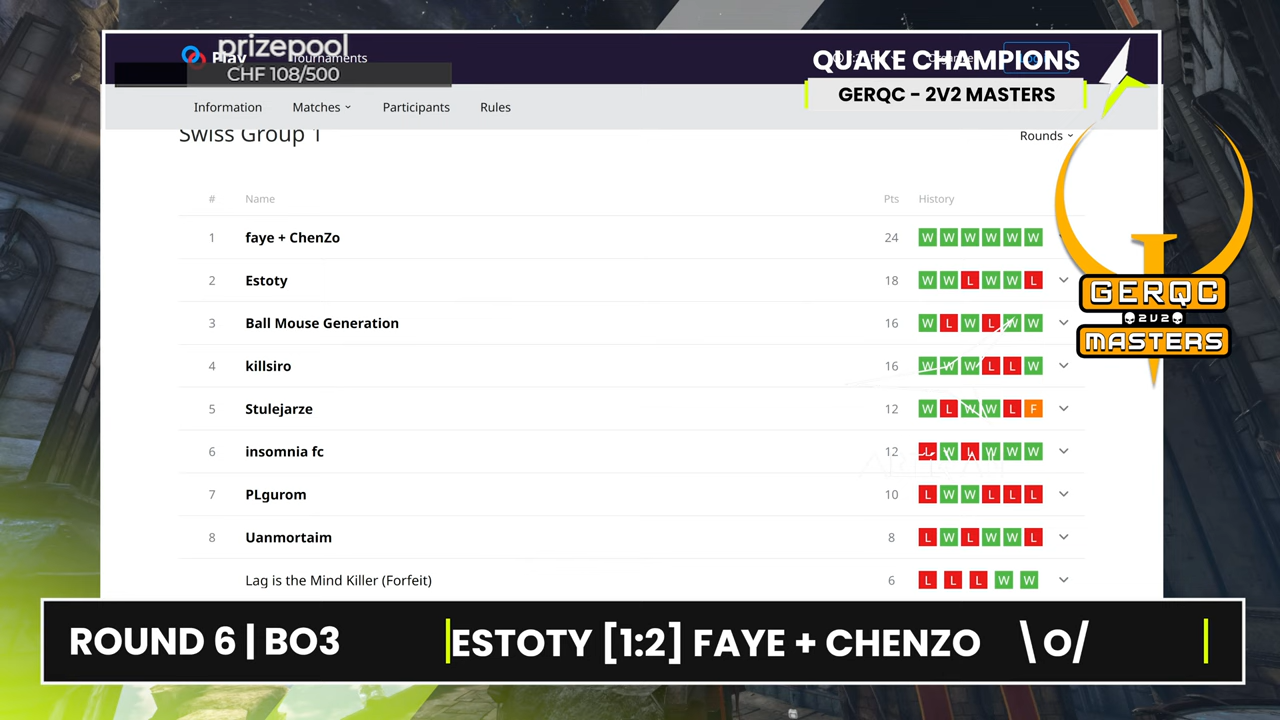 prizepool
Play
Tournaments
CHF 108/500
QUAKE CHAMPIONS
GERQC - 2V2 MASTERS
Information Matches Participants Rules
Swiss Group 1 Rounds
# Name Pts History
1 faye + ChenZo 24 W W W W W W
2 Estoty 18 W W L W W L
3 Ball Mouse Generation 16 W L W L W W
4 killsiro 16 W W W L L W
5 Stulejarze 12 W L W W L F
6 insomnia fc 12 L W L W W W
7 PLgurom 10 L W W L L L
8 Uanmortaim 8 L W L W W L
Lag is the Mind Killer (Forfeit) 6 L L L W W
GERQC
2V2
MASTERS
ROUND 6 | BO3 ESTOTY [1:2] FAYE + CHENZO \O/